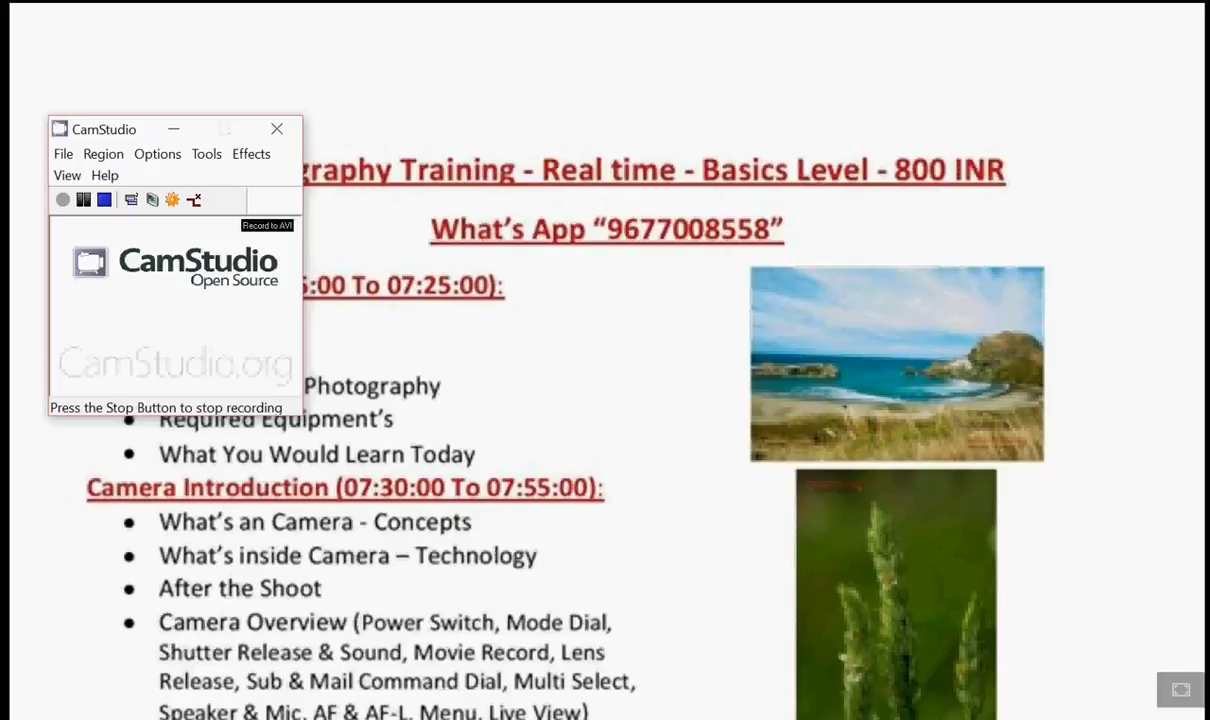 CamStudio
File Region Options Tools Effects
View Help
Record to AVI
CamStudio
Open Source
CamStudio.org
Press the Stop Button to stop recording
graphy Training - Real time - Basics Level - 800 INR
What's App “9677008558”
5:00 To 07:25:00):
Photography
Required Equipment's
What You Would Learn Today
Camera Introduction (07:30:00 To 07:55:00):
What's an Camera - Concepts
What's inside Camera – Technology
After the Shoot
Camera Overview (Power Switch, Mode Dial,
Shutter Release & Sound, Movie Record, Lens
Release, Sub & Mail Command Dial, Multi Select,
Speaker & Mic, AF & AF-L, Menu, Live View)